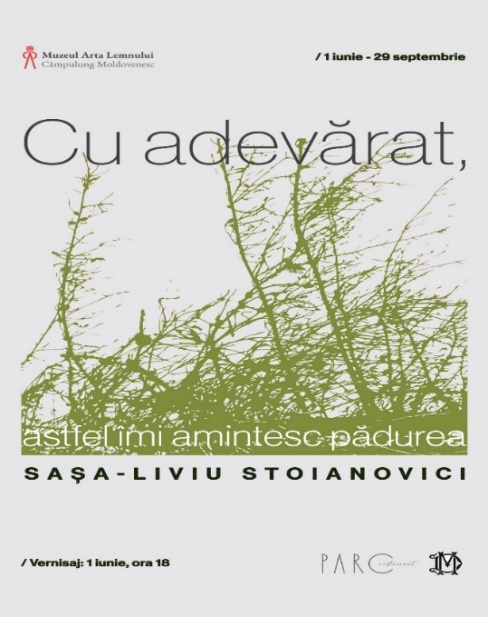 Muzeul Arta Lemnului
Câmpulung Moldovenesc
/ 1 iunie - 29 septembrie
Cu adevărat,
astfel îmi amintesc pădurea
SAȘA-LIVIU STOIANOVICI
/ Vernisaj: 1 iunie, ora 18
PARC